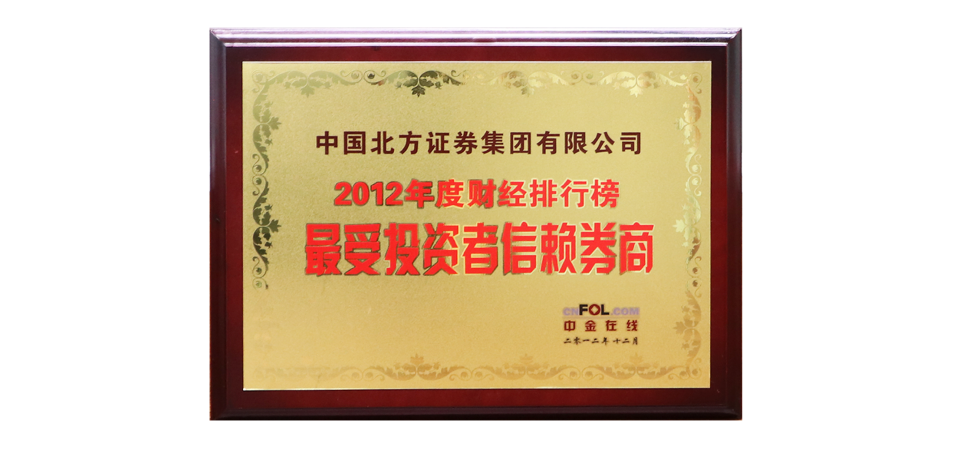 中国北方证券集团有限公司
2012年度财经排行榜
最受投资者信赖券商
CNFOL.COM
中金在线
二零一二年十二月